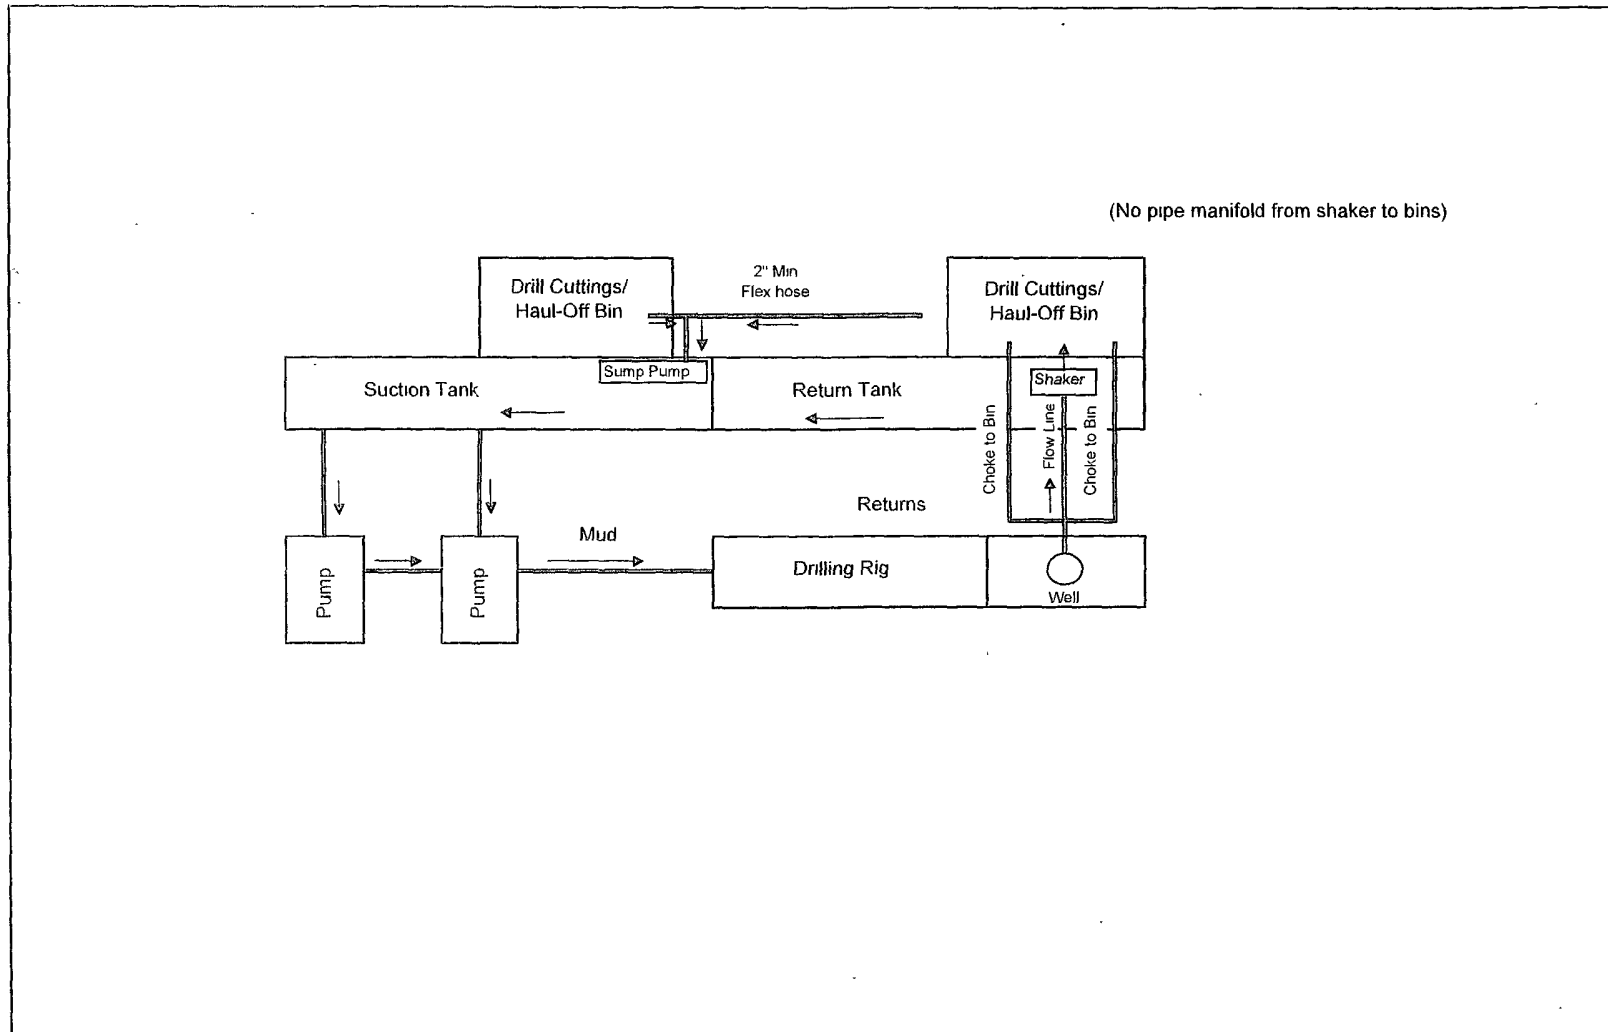 (No pipe manifold from shaker to bins)
Drill Cuttings/
Haul-Off Bin
2" Min
Flex hose
Drill Cuttings/
Haul-Off Bin
Sump Pump
Suction Tank
Return Tank
Shaker
Choke to Bin
Flow Line
Choke to Bin
Returns
Mud
Pump
Pump
Drilling Rig
Well